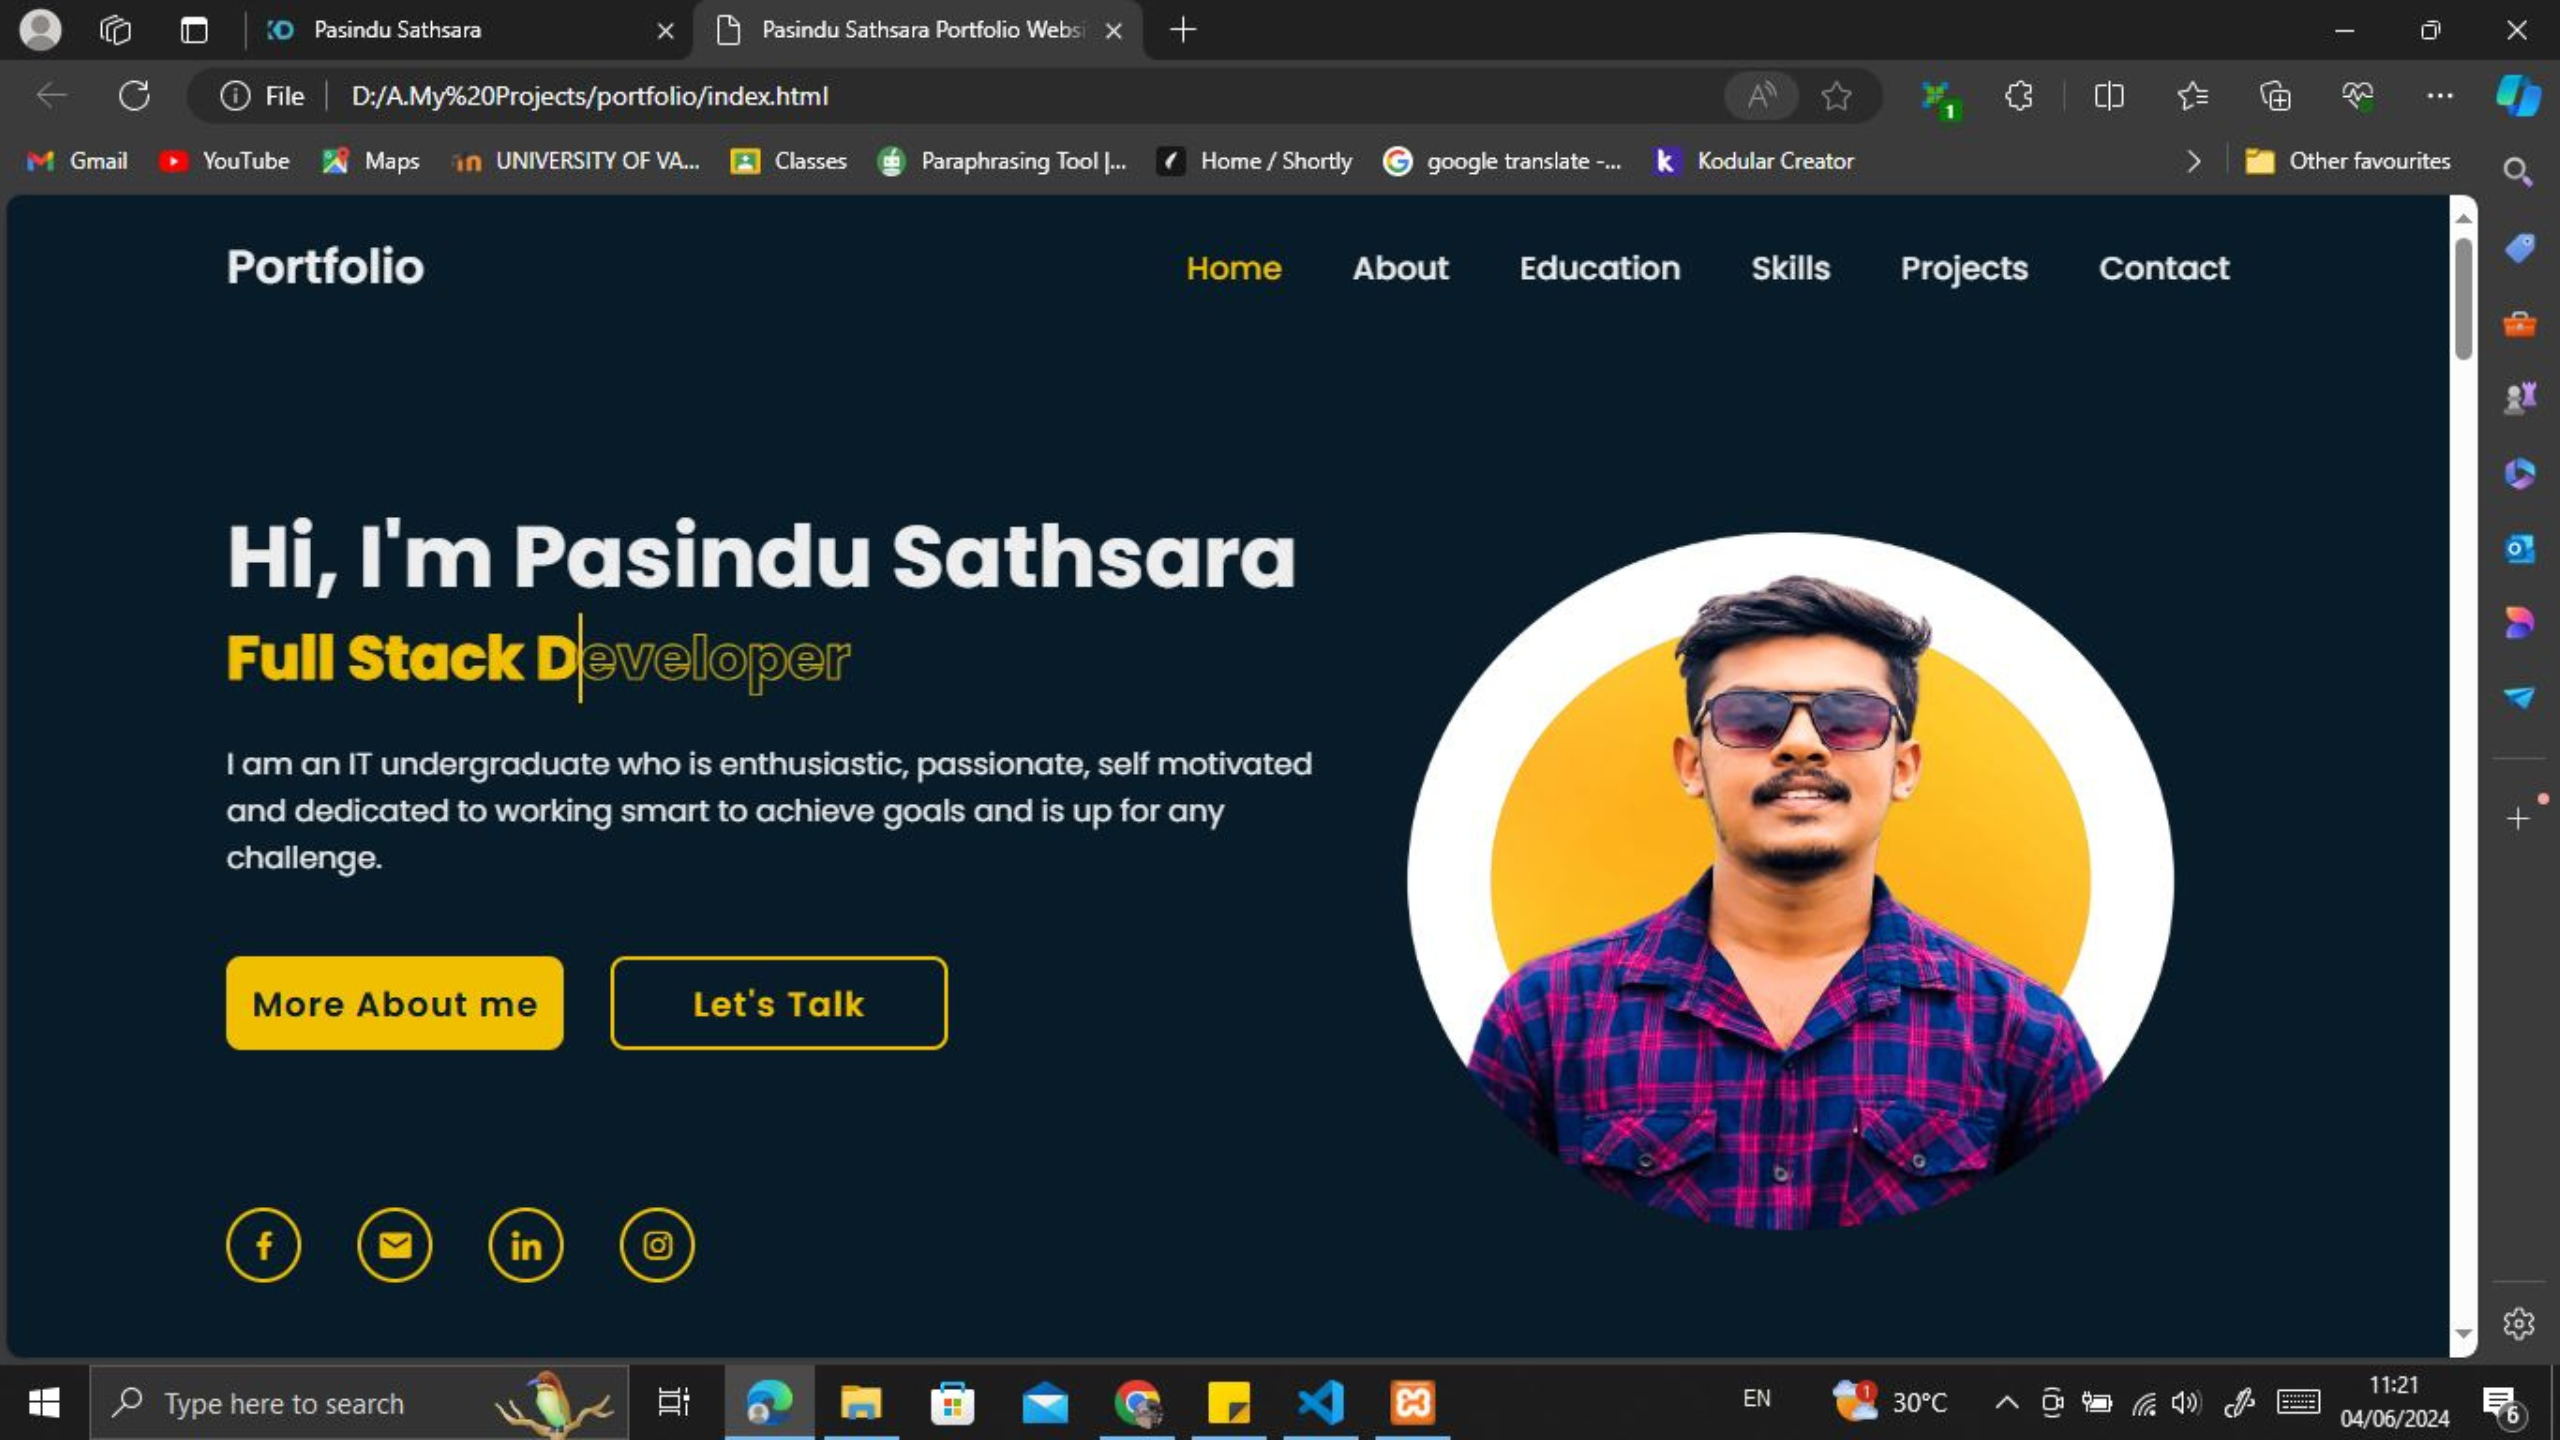 Pasindu Sathsara
Pasindu Sathsara Portfolio Websi
File
D:/A.My%20Projects/portfolio/index.html
1
Gmail
YouTube
Maps
UNIVERSITY OF VA...
Classes
Paraphrasing Tool |...
Home / Shortly
google translate -...
Kodular Creator
Other favourites
Portfolio
Home
About
Education
Skills
Projects
Contact
Hi, I'm Pasindu Sathsara
Full Stack Developer
I am an IT undergraduate who is enthusiastic, passionate, self motivated
and dedicated to working smart to achieve goals and is up for any
challenge.
More About me
Let's Talk
Type here to search
EN
1
30°C
11:21
04/06/2024
6